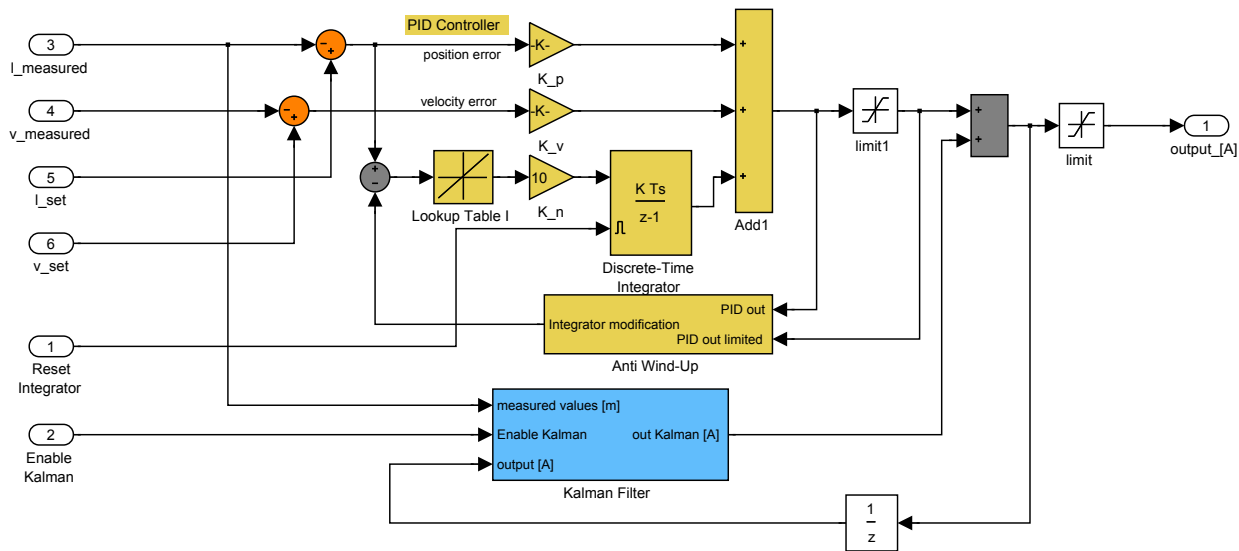 PID Controller
3
l_measured
position error
-K-
K_p
4
v_measured
velocity error
-K-
K_v
5
l_set
Lookup Table I
10
K_n
K Ts
z-1
Discrete-Time
Integrator
Add1
limit1
limit
1
output_[A]
6
v_set
Integrator modification
PID out
PID out limited
Anti Wind-Up
1
Reset
Integrator
2
Enable
Kalman
measured values [m]
Enable Kalman
output [A]
out Kalman [A]
Kalman Filter
1
z